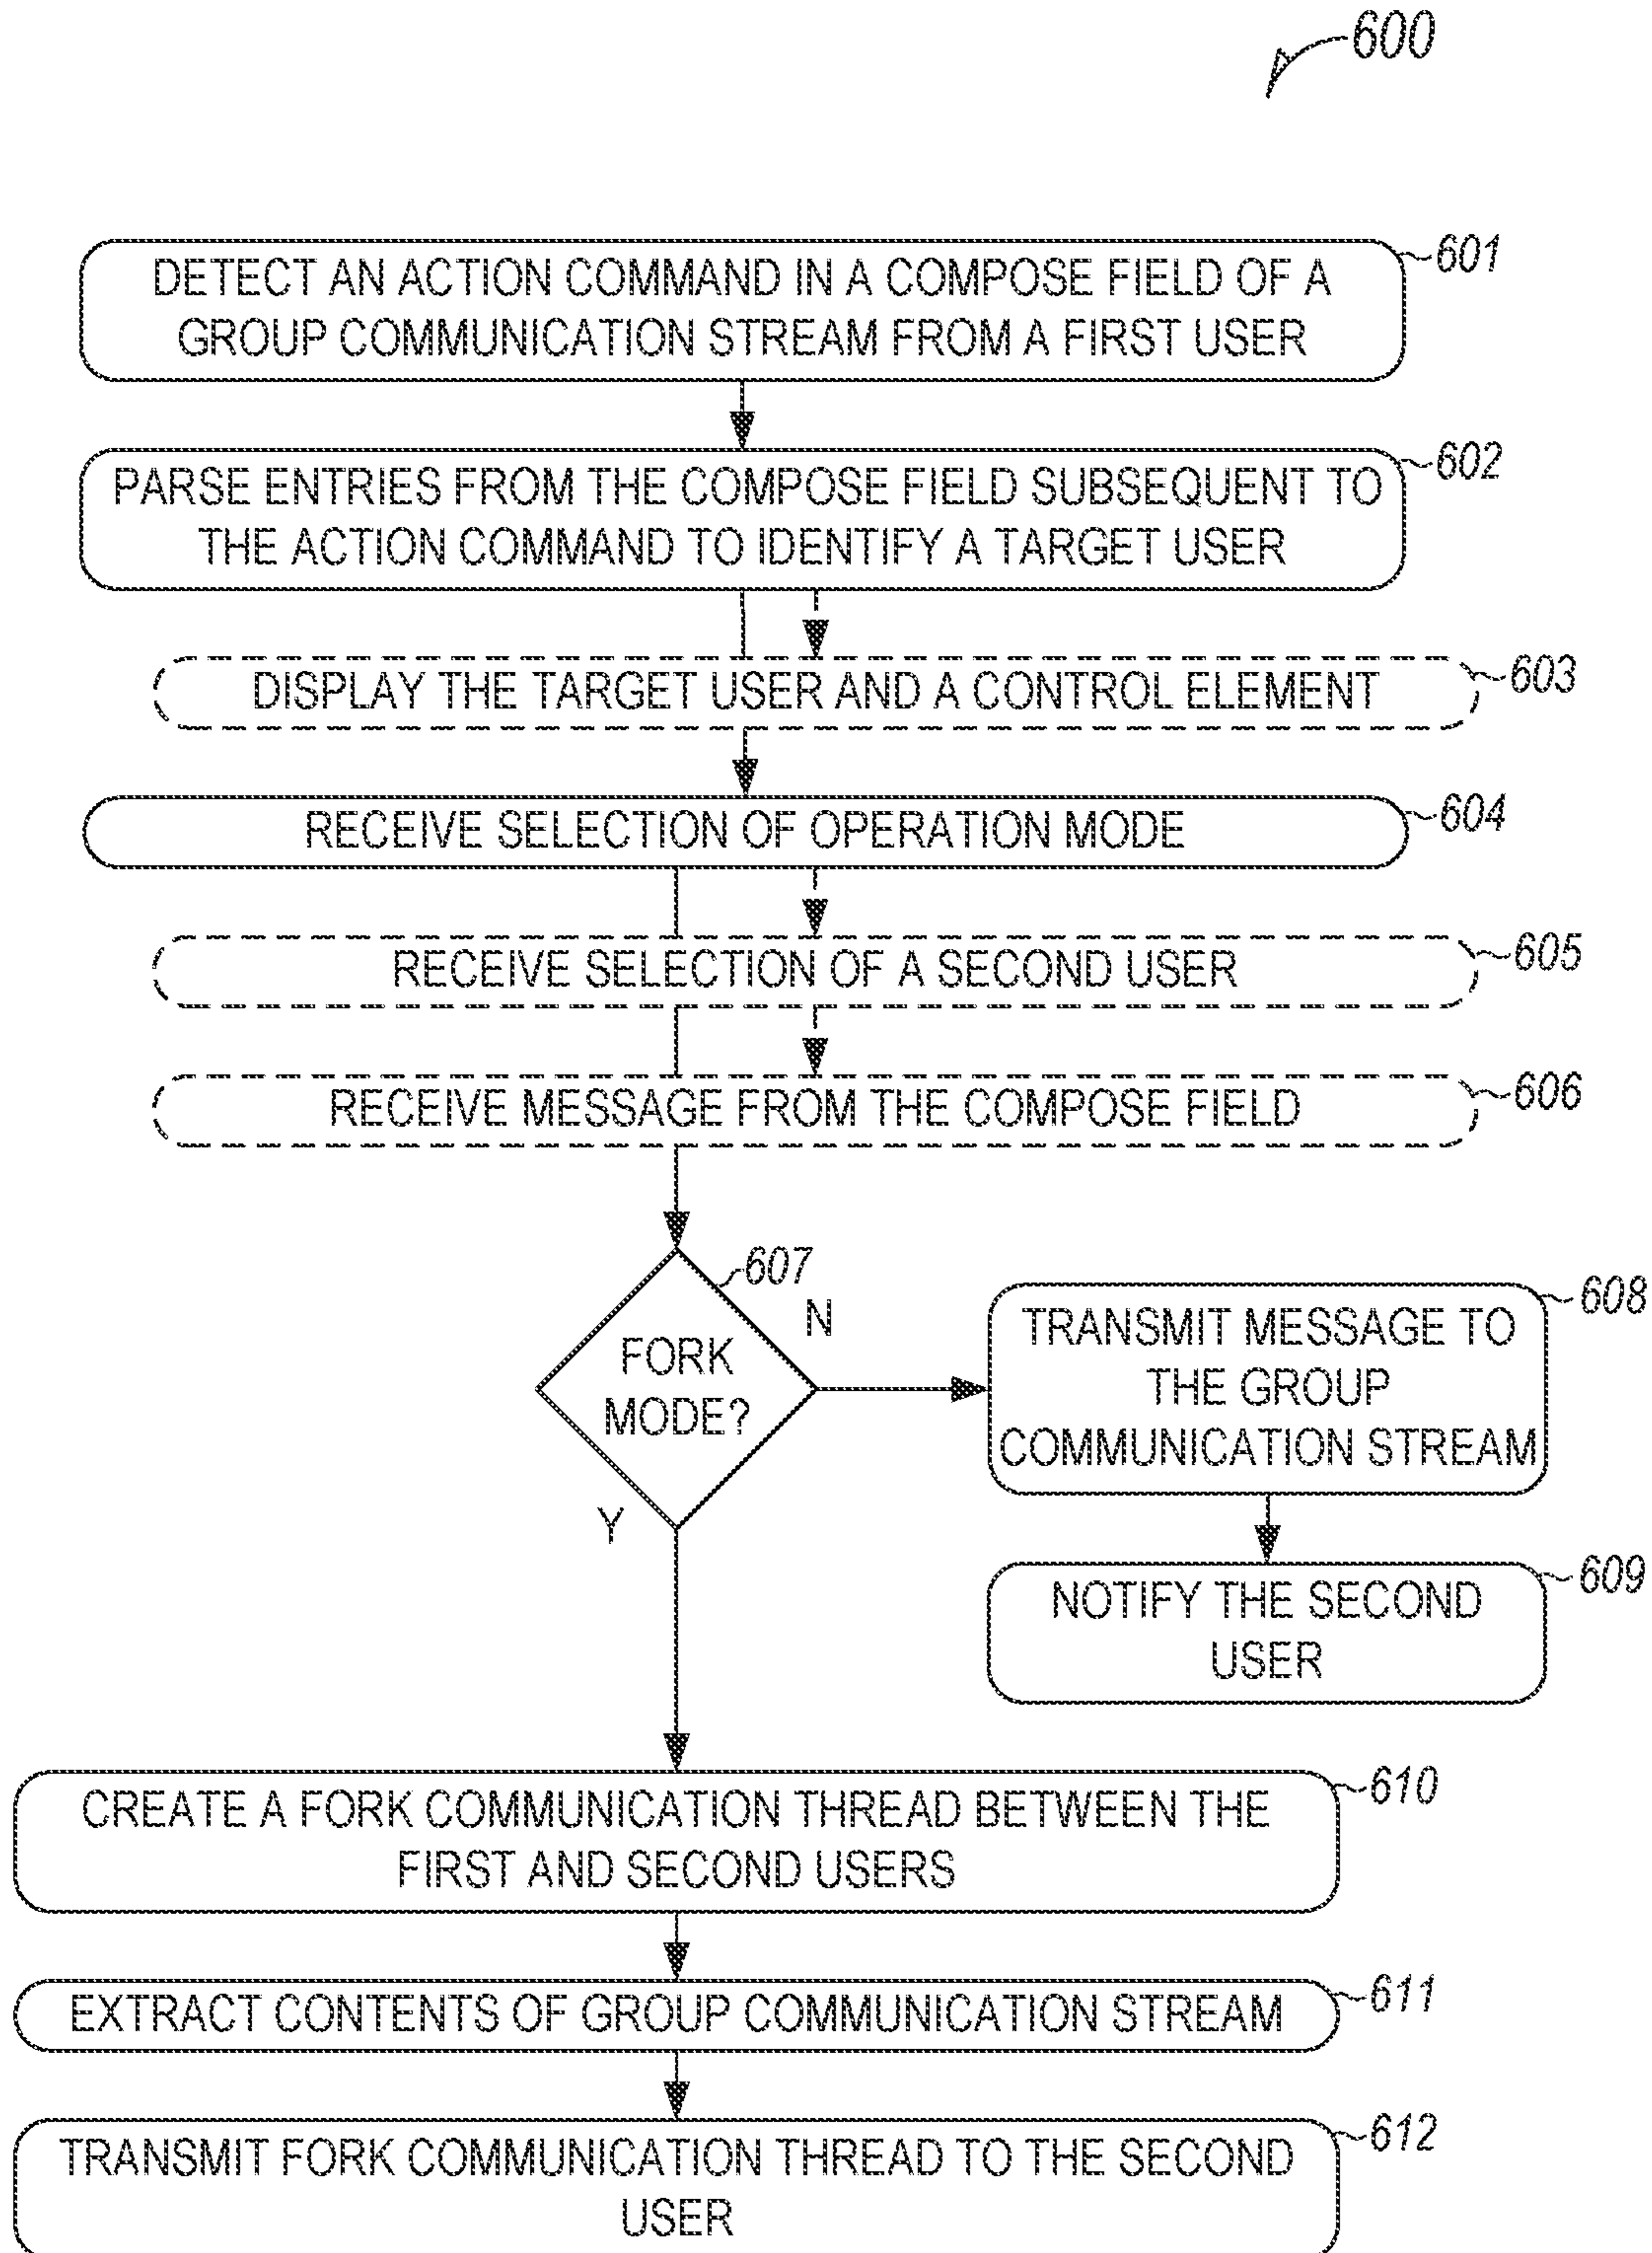 600
DETECT AN ACTION COMMAND IN A COMPOSE FIELD OF A
GROUP COMMUNICATION STREAM FROM A FIRST USER
601
PARSE ENTRIES FROM THE COMPOSE FIELD SUBSEQUENT TO
THE ACTION COMMAND TO IDENTIFY A TARGET USER
602
DISPLAY THE TARGET USER AND A CONTROL ELEMENT
603
RECEIVE SELECTION OF OPERATION MODE
604
RECEIVE SELECTION OF A SECOND USER
605
RECEIVE MESSAGE FROM THE COMPOSE FIELD
606
607
FORK
MODE?
N
Y
TRANSMIT MESSAGE TO
THE GROUP
COMMUNICATION STREAM
608
NOTIFY THE SECOND
USER
609
CREATE A FORK COMMUNICATION THREAD BETWEEN THE
FIRST AND SECOND USERS
610
EXTRACT CONTENTS OF GROUP COMMUNICATION STREAM
611
TRANSMIT FORK COMMUNICATION THREAD TO THE SECOND
USER
612